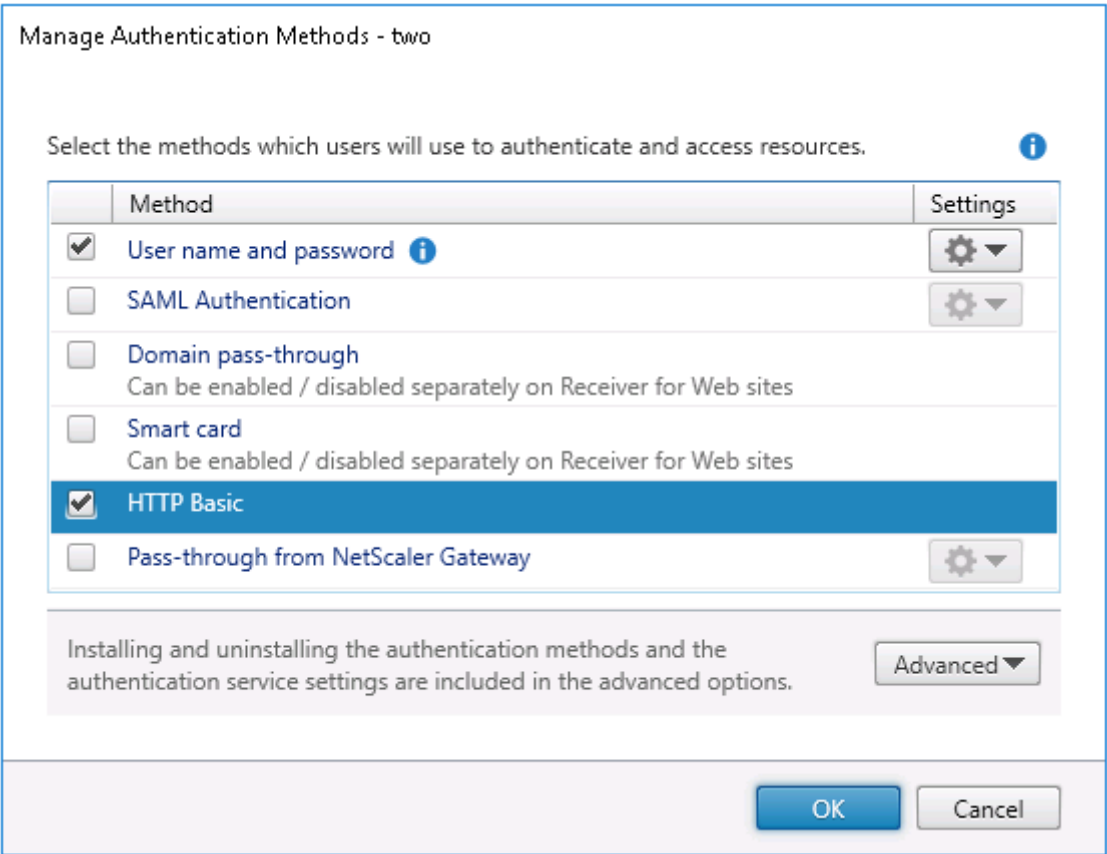 Manage Authentication Methods - two
Select the methods which users will use to authenticate and access resources.
Method Settings
User name and password
SAML Authentication
Domain pass-through
Can be enabled / disabled separately on Receiver for Web sites
Smart card
Can be enabled / disabled separately on Receiver for Web sites
HTTP Basic
Pass-through from NetScaler Gateway
Installing and uninstalling the authentication methods and the
authentication service settings are included in the advanced options.
Advanced
OK Cancel